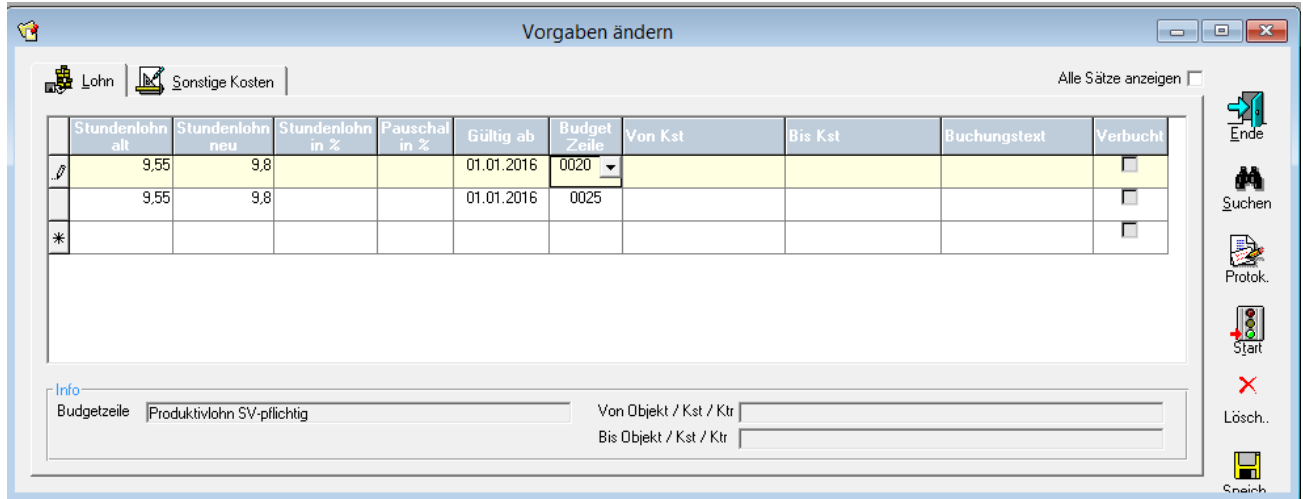 Vorgaben ändern
Lohn Sonstige Kosten Alle Sätze anzeigen
Stundenlohn alt Stundenlohn neu Stundenlohn in % Pauschal in % Gültig ab Budget Zeile Von Kst Bis Kst Buchungstext Verbucht
9,55 9,8 01.01.2016 0020
9,55 9,8 01.01.2016 0025
Info
Budgetzeile Produktivlohn SV-pflichtig Von Objekt / Kst / Ktr
Bis Objekt / Kst / Ktr
Ende
Suchen
Protok.
Start
Lösch..
Speich.